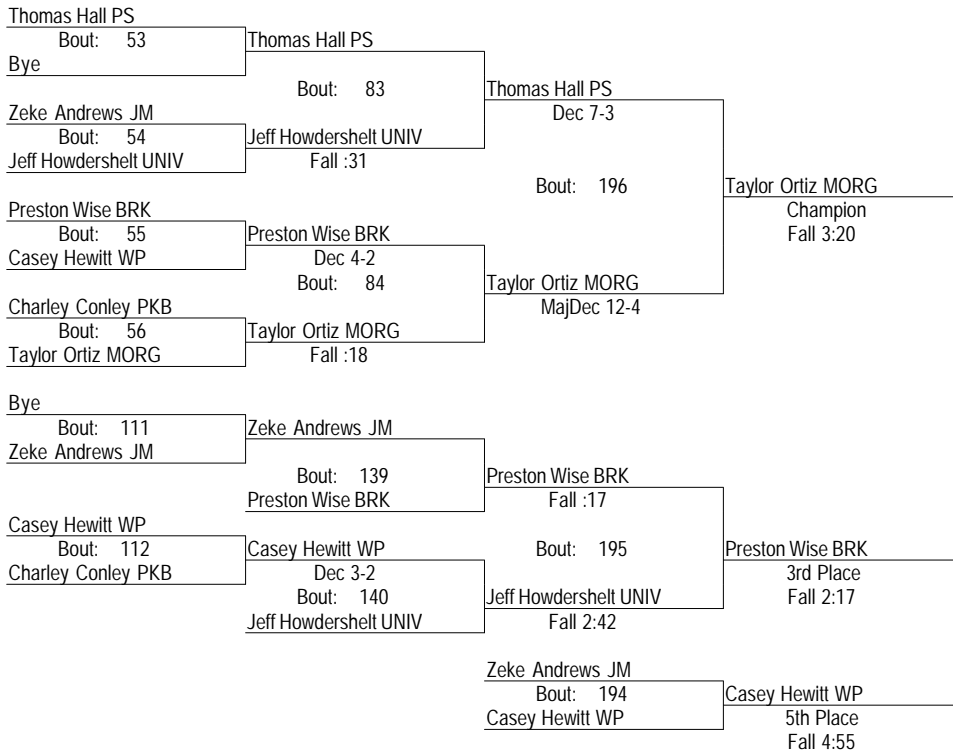 Thomas Hall PS
Bout: 53
Thomas Hall PS
Bye
Bout: 83
Thomas Hall PS
Dec 7-3
Zeke Andrews JM
Bout: 54
Jeff Howdershelt UNIV
Jeff Howdershelt UNIV
Fall :31
Bout: 196
Taylor Ortiz MORG
Champion
Fall 3:20
Preston Wise BRK
Bout: 55
Preston Wise BRK
Casey Hewitt WP
Dec 4-2
Bout: 84
Taylor Ortiz MORG
MajDec 12-4
Charley Conley PKB
Bout: 56
Taylor Ortiz MORG
Taylor Ortiz MORG
Fall :18
Bye
Bout: 111
Zeke Andrews JM
Zeke Andrews JM
Bout: 139
Preston Wise BRK
Preston Wise BRK
Fall :17
Casey Hewitt WP
Bout: 112
Casey Hewitt WP
Bout: 195
Preston Wise BRK
Charley Conley PKB
Dec 3-2
3rd Place
Bout: 140
Jeff Howdershelt UNIV
Fall 2:17
Jeff Howdershelt UNIV
Fall 2:42
Zeke Andrews JM
Bout: 194
Casey Hewitt WP
Casey Hewitt WP
5th Place
Fall 4:55